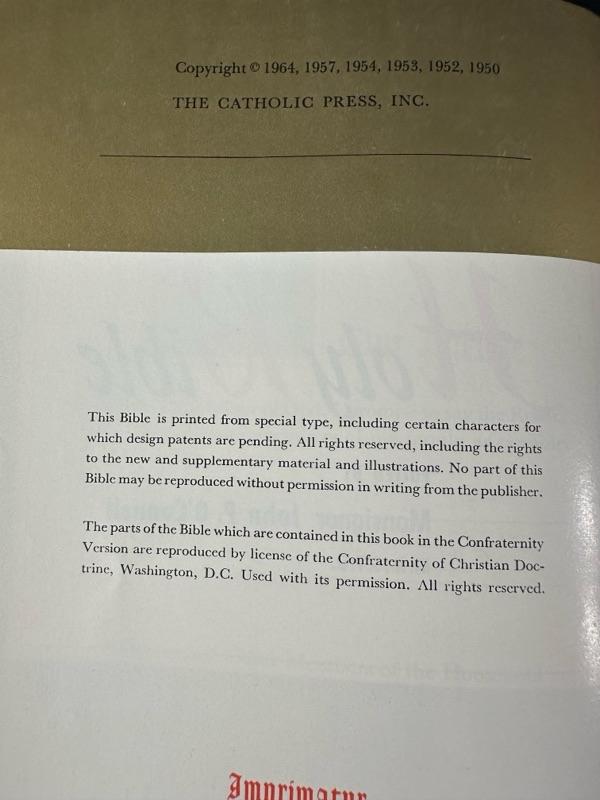 Copyright © 1964, 1957, 1954, 1953, 1952, 1950
THE CATHOLIC PRESS, INC.
This Bible is printed from special type, including certain characters for
which design patents are pending. All rights reserved, including the rights
to the new and supplementary material and illustrations. No part of this
Bible may be reproduced without permission in writing from the publisher.
The parts of the Bible which are contained in this book in the Confraternity
Version are reproduced by license of the Confraternity of Christian Doc-
trine, Washington, D.C. Used with its permission. All rights reserved.
Imprimatur